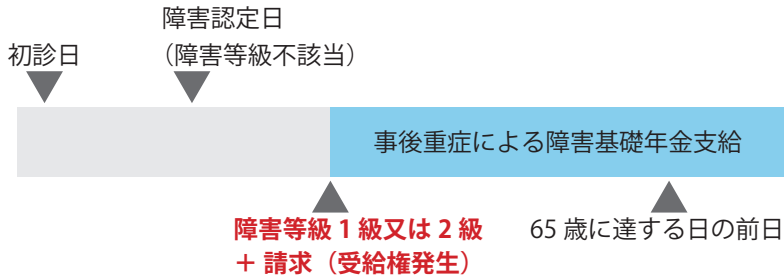 障害認定日
初診日
（障害等級不該当）
事後重症による障害基礎年金支給
障害等級 1 級又は 2 級
＋ 請求（受給権発生）
65 歳に達する日の前日